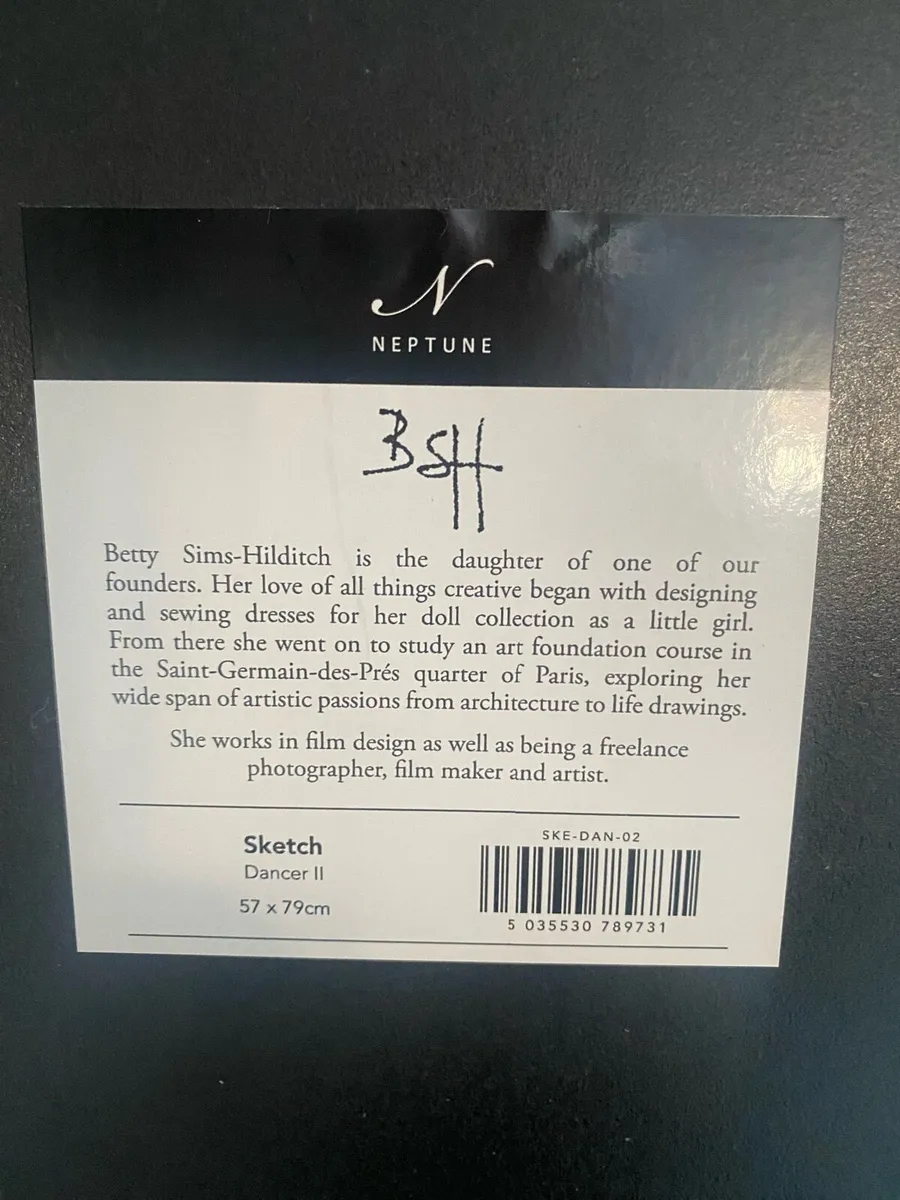 N
NEPTUNE
BSH
Betty Sims-Hilditch is the daughter of one of our
founders. Her love of all things creative began with designing
and sewing dresses for her doll collection as a little girl.
From there she went on to study an art foundation course in
the Saint-Germain-des-Prés quarter of Paris, exploring her
wide span of artistic passions from architecture to life drawings.
She works in film design as well as being a freelance
photographer, film maker and artist.
Sketch
Dancer II
57 x 79cm
SKE-DAN-02
5 035530 789731